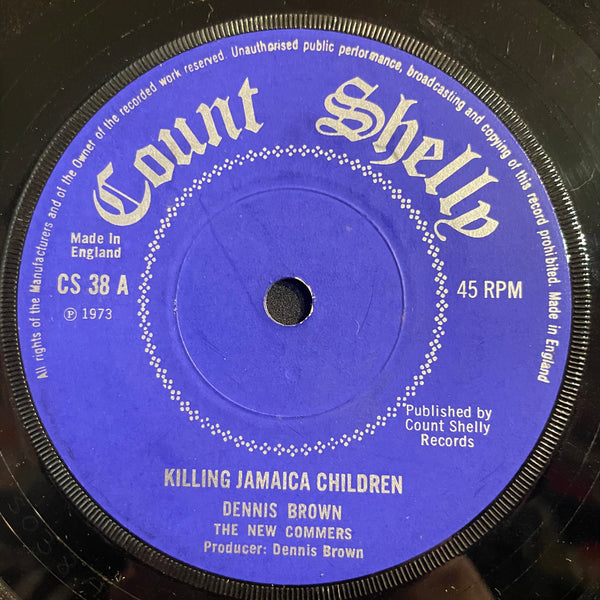 All rights of the Manufacturers and of the Owner of the recorded work reserved. Unauthorised public performance, broadcasting and copying of this record prohibited. Made in England
Count Shelly
Made In
England
CS 38 A
℗ 1973
45 RPM
Published by
Count Shelly
Records
KILLING JAMAICA CHILDREN
DENNIS BROWN
THE NEW COMMERS
Producer: Dennis Brown